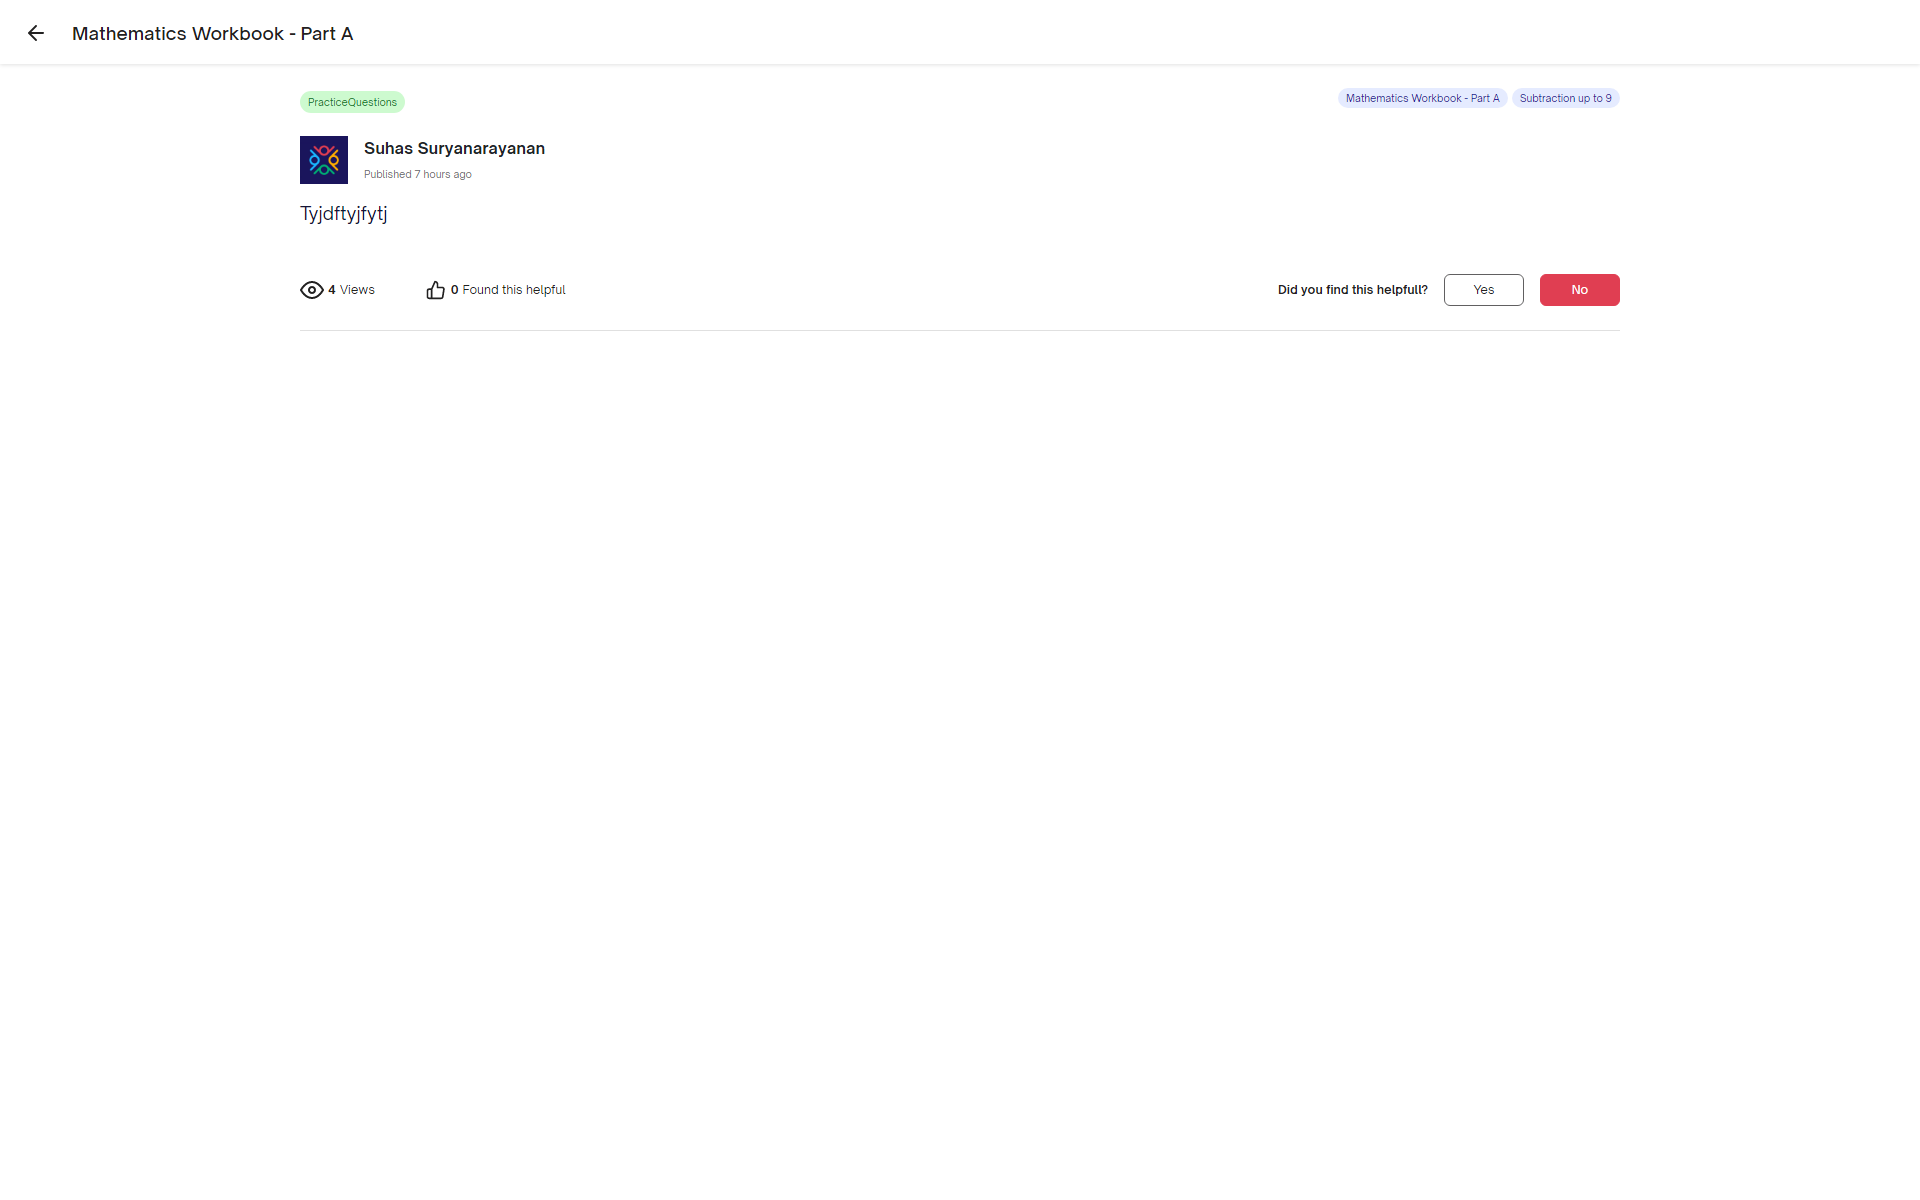 Mathematics Workbook - Part A
PracticeQuestions
Mathematics Workbook - Part A
Subtraction up to 9
Suhas Suryanarayanan
Published 7 hours ago
Tyjdftyjfytj
4 Views
0 Found this helpful
Did you find this helpfull?
Yes
No